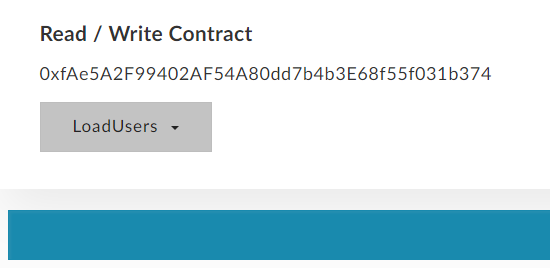 Read / Write Contract
0xfAe5A2F99402AF54A80dd7b4b3E68f55f031b374
LoadUsers